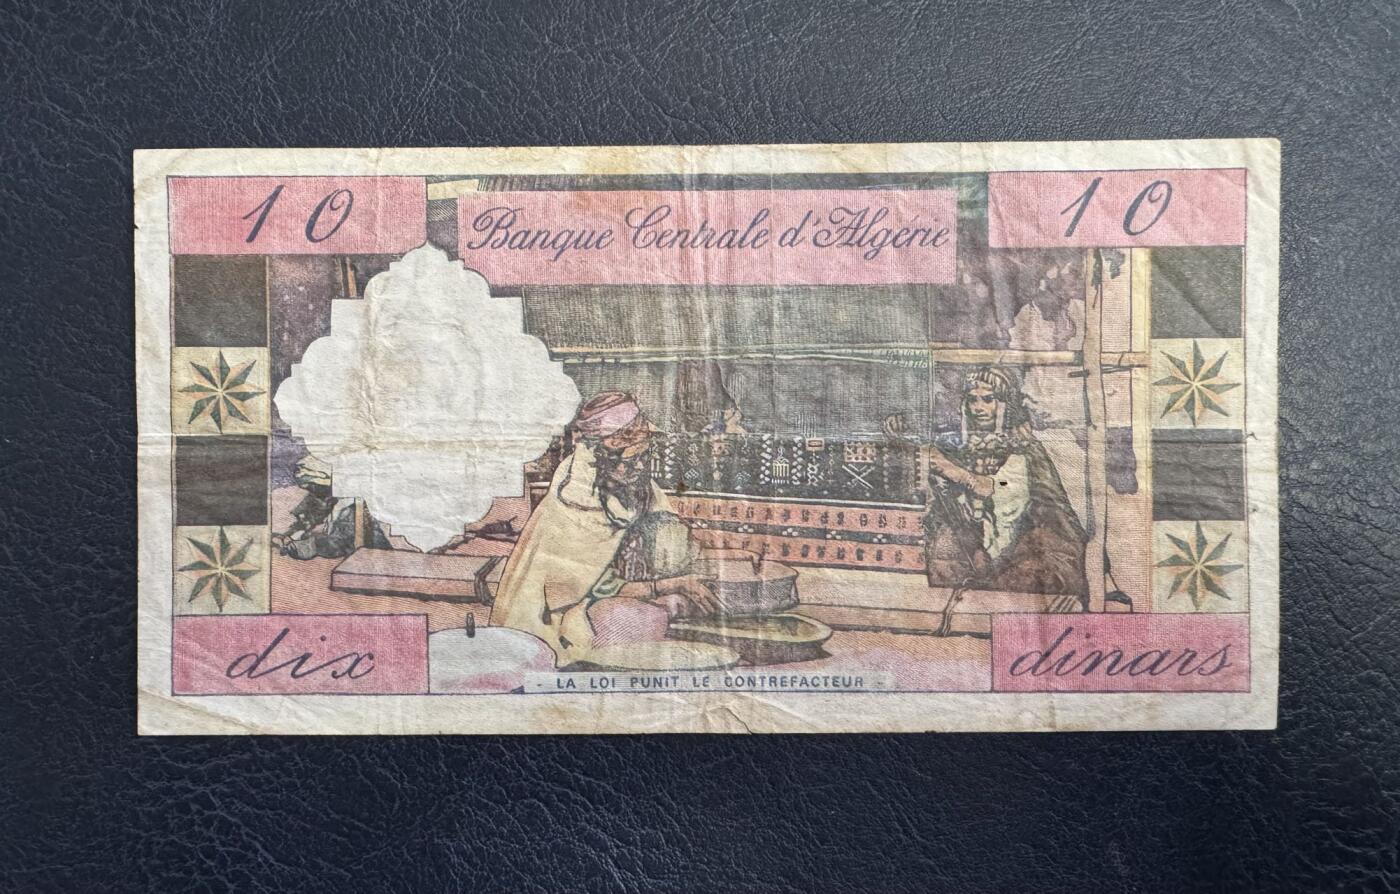 10
Banque Centrale d'Algérie
10
dix
dinars
- LA LOI PUNIT LE CONTREFACTEUR -